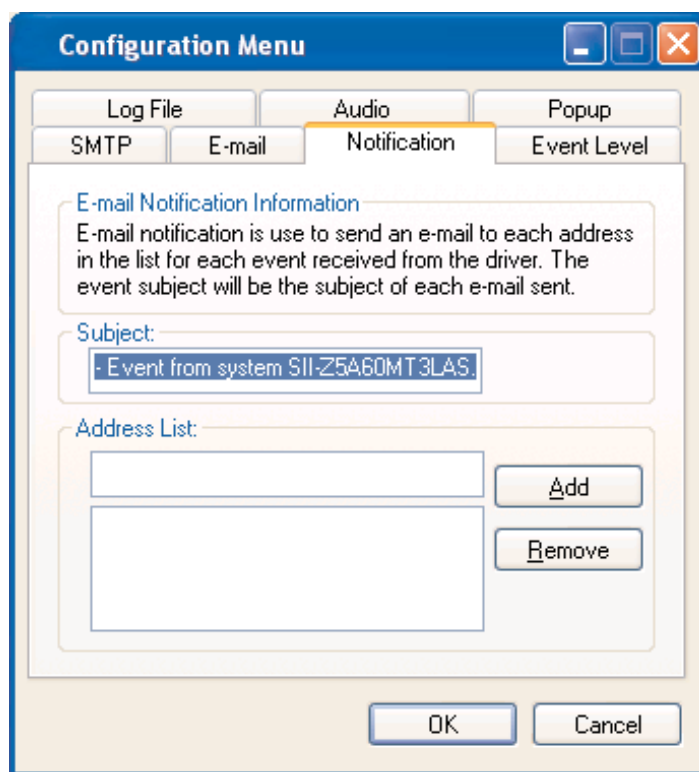 Configuration Menu
Log File
Audio
Popup
SMTP
E-mail
Notification
Event Level
E-mail Notification Information
E-mail notification is use to send an e-mail to each address
in the list for each event received from the driver. The
event subject will be the subject of each e-mail sent.
Subject:
- Event from system SII-Z5A60MT3LAS.
Address List:
Add
Remove
OK
Cancel